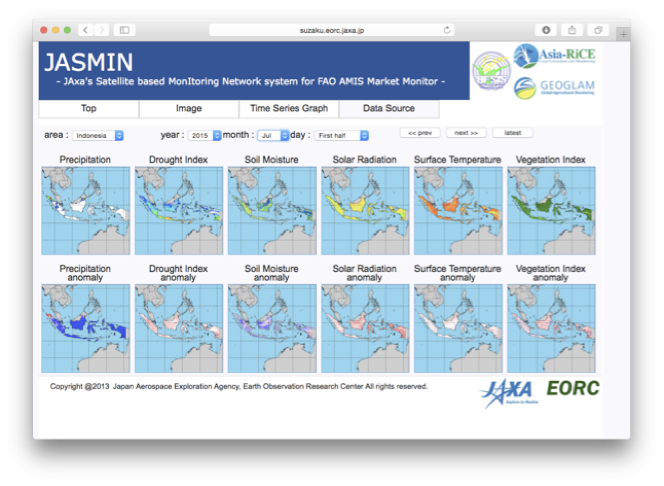 suzaku.eorc.jaxa.jp
JASMIN
- JAxa's Satellite based MonItoring Network system for FAO AMIS Market Monitor -
Asia-RiCE
GEOGLAM
Global Agricultural Monitoring
Top Image Time Series Graph Data Source
area : Indonesia year : 2015 month : Jul day : First half << prev next >> latest
Precipitation Drought Index Soil Moisture Solar Radiation Surface Temperature Vegetation Index
Precipitation anomaly Drought Index anomaly Soil Moisture anomaly Solar Radiation anomaly Surface Temperature anomaly Vegetation Index anomaly
Copyright @2013 Japan Aerospace Exploration Agency, Earth Observation Research Center All rights reserved.
JAXA EORC